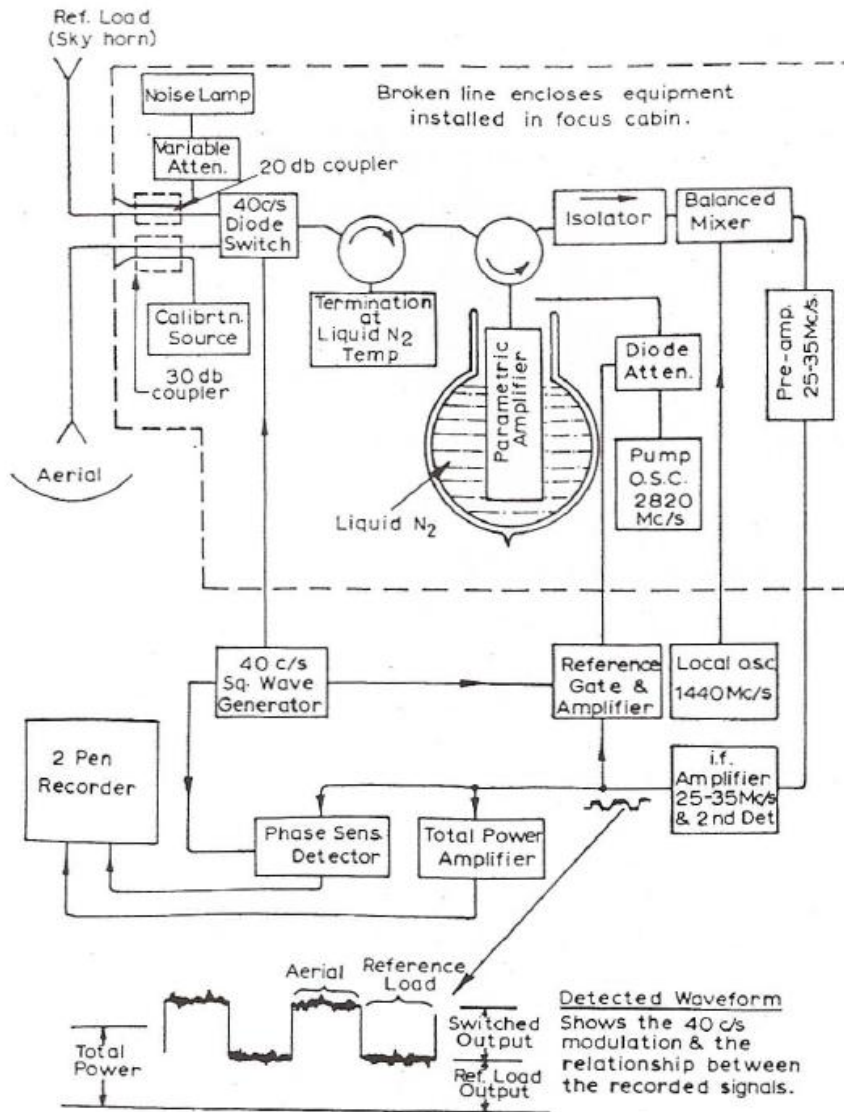 Ref. Load
(Sky horn)
Noise Lamp
Broken line encloses equipment
installed in focus cabin.
Variable
Atten.
20 db coupler
40c/s
Diode
Switch
Isolator
Balanced
Mixer
Termination
at
Liquid N2
Temp
Calibrtn.
Source
30 db
coupler
Parametric
Amplifier
Diode
Atten.
Pre-amp.
25-35Mc/s.
Aerial
Liquid N2
Pump
O.S.C.
2820
Mc/s
40 c/s
Sq. Wave
Generator
Reference
Gate &
Amplifier
Local osc.
1440Mc/s
2 Pen
Recorder
i.f.
Amplifier
25-35Mc/s
& 2nd Det.
Phase Sens.
Detector
Total Power
Amplifier
Aerial
Reference
Load
Total
Power
Switched
Output
Ref. Load
Output
Detected Waveform
Shows the 40 c/s
modulation & the
relationship between
the recorded signals.